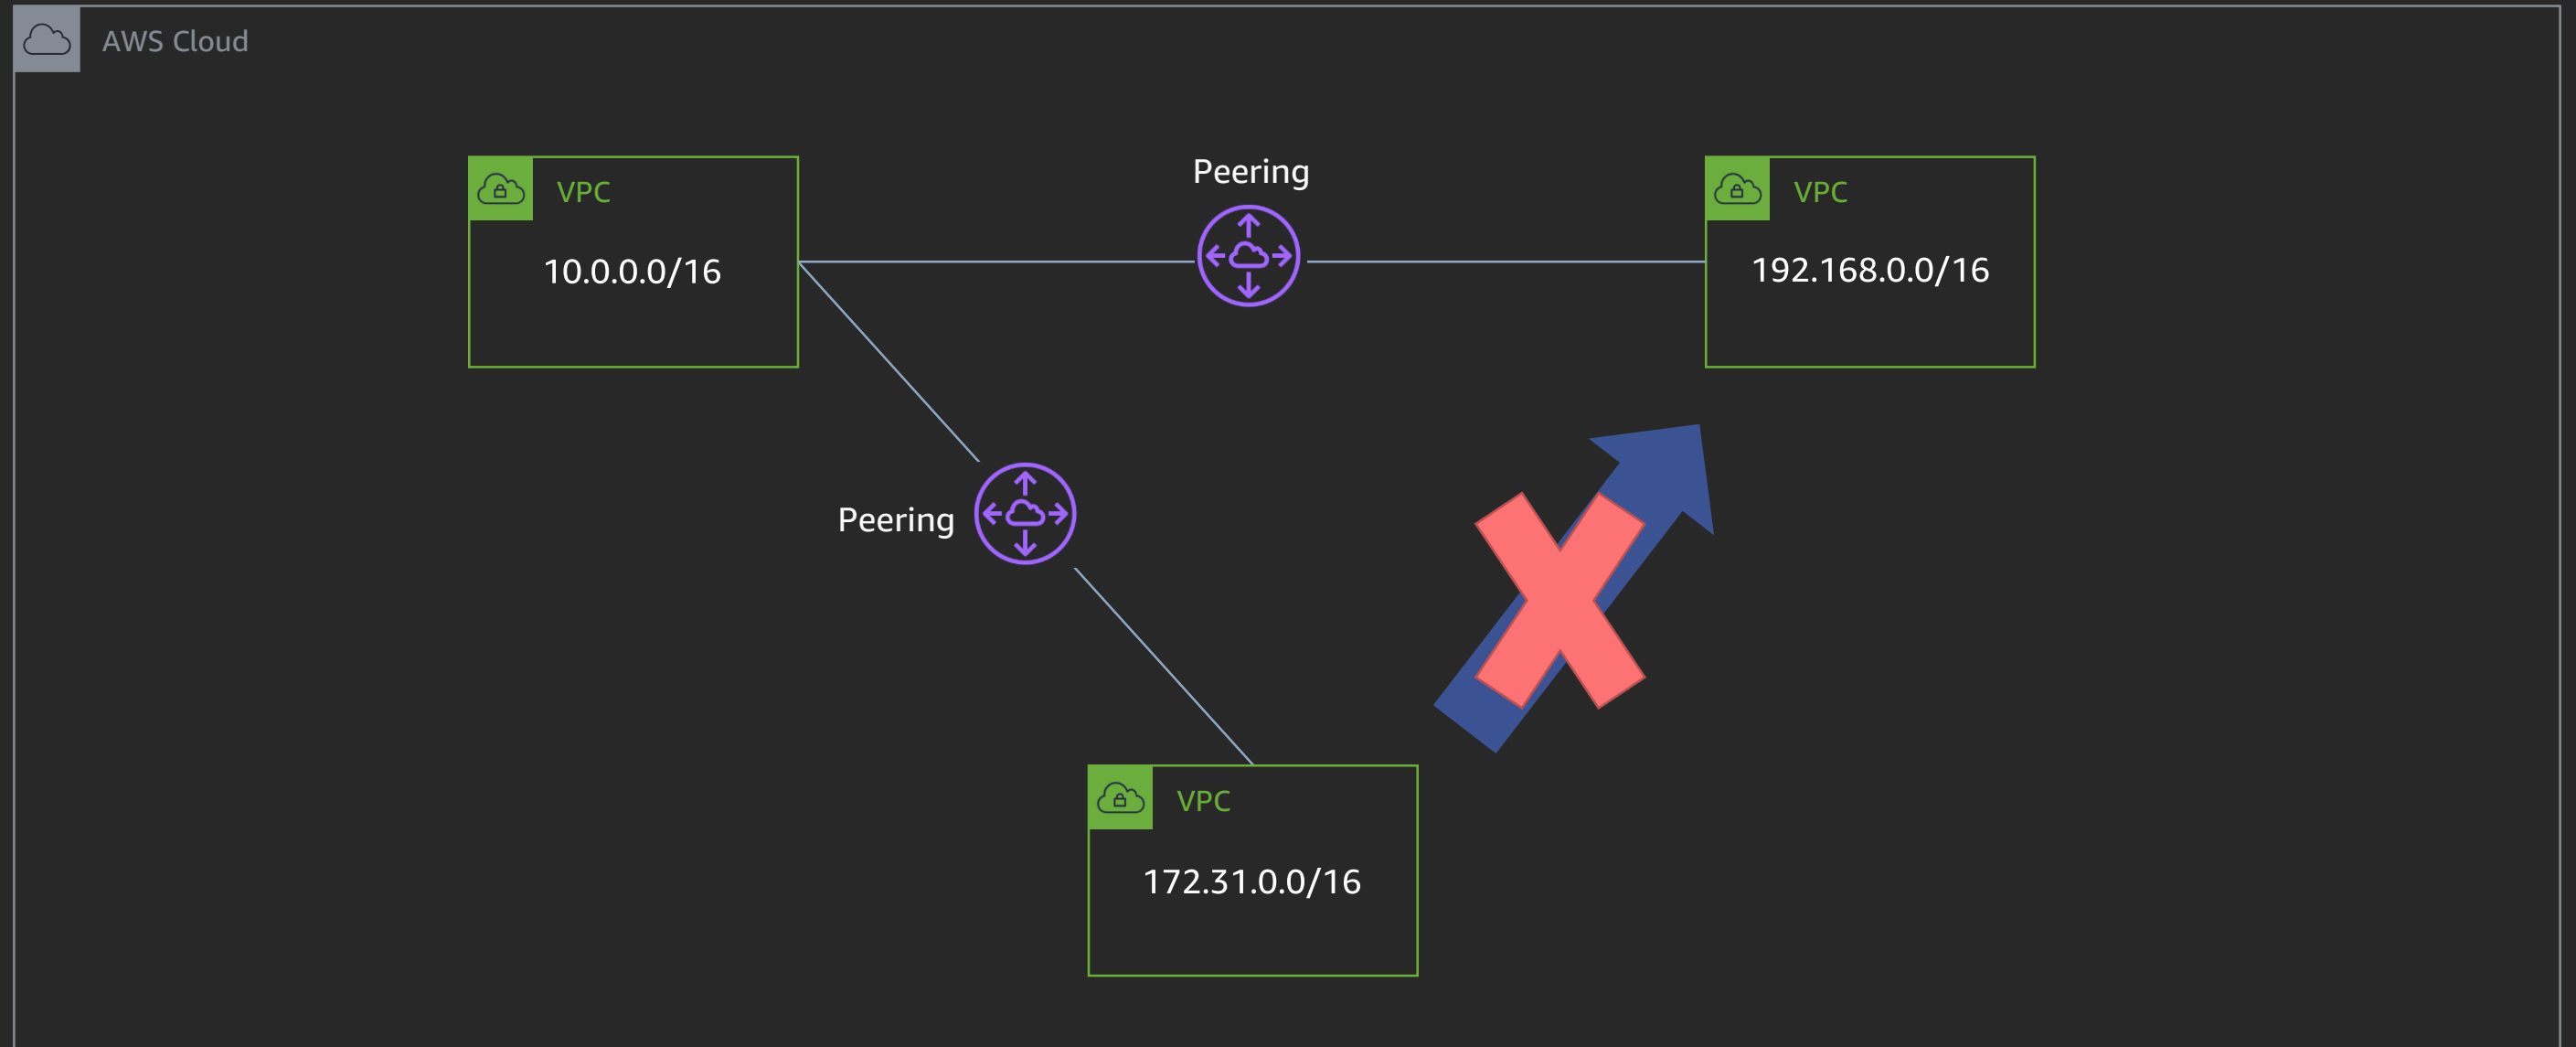 AWS Cloud
VPC
10.0.0.0/16
Peering
VPC
192.168.0.0/16
Peering
VPC
172.31.0.0/16